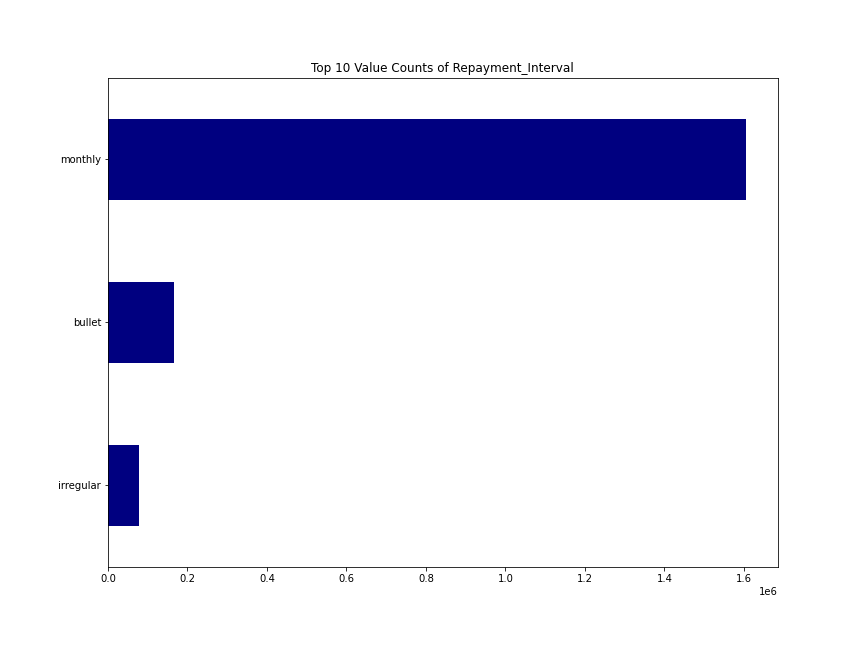 Top 10 Value Counts of Repayment_Interval
monthly
bullet
irregular
0.0 0.2 0.4 0.6 0.8 1.0 1.2 1.4 1.6
1e6